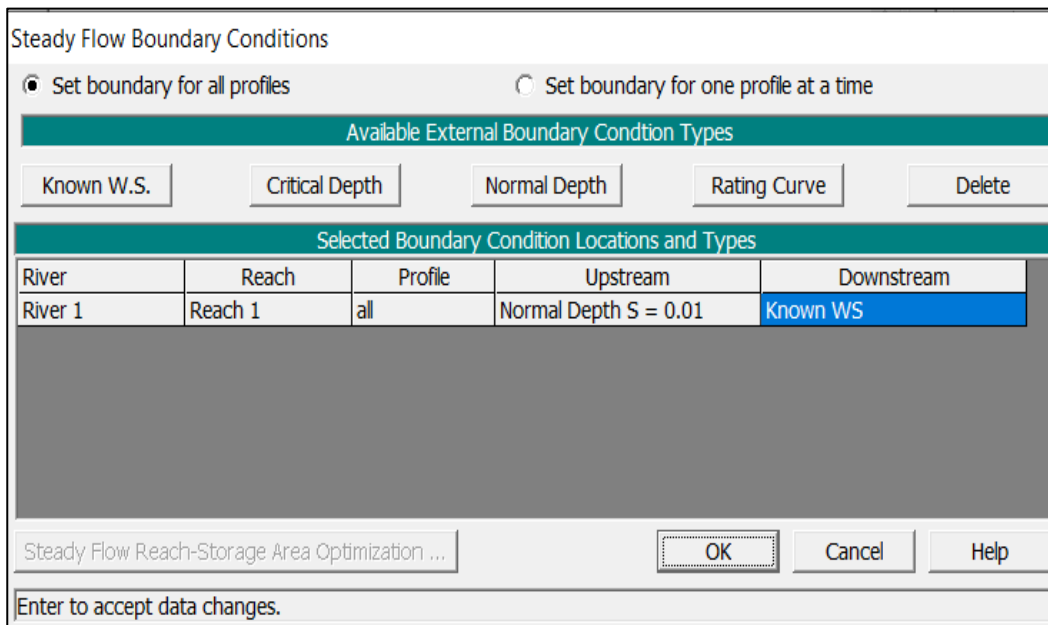 Steady Flow Boundary Conditions
Set boundary for all profiles Set boundary for one profile at a time
Available External Boundary Condtion Types
Known W.S. Critical Depth Normal Depth Rating Curve Delete
Selected Boundary Condition Locations and Types
River Reach Profile Upstream Downstream
River 1 Reach 1 all Normal Depth S = 0.01 Known WS
Steady Flow Reach-Storage Area Optimization ... OK Cancel Help
Enter to accept data changes.